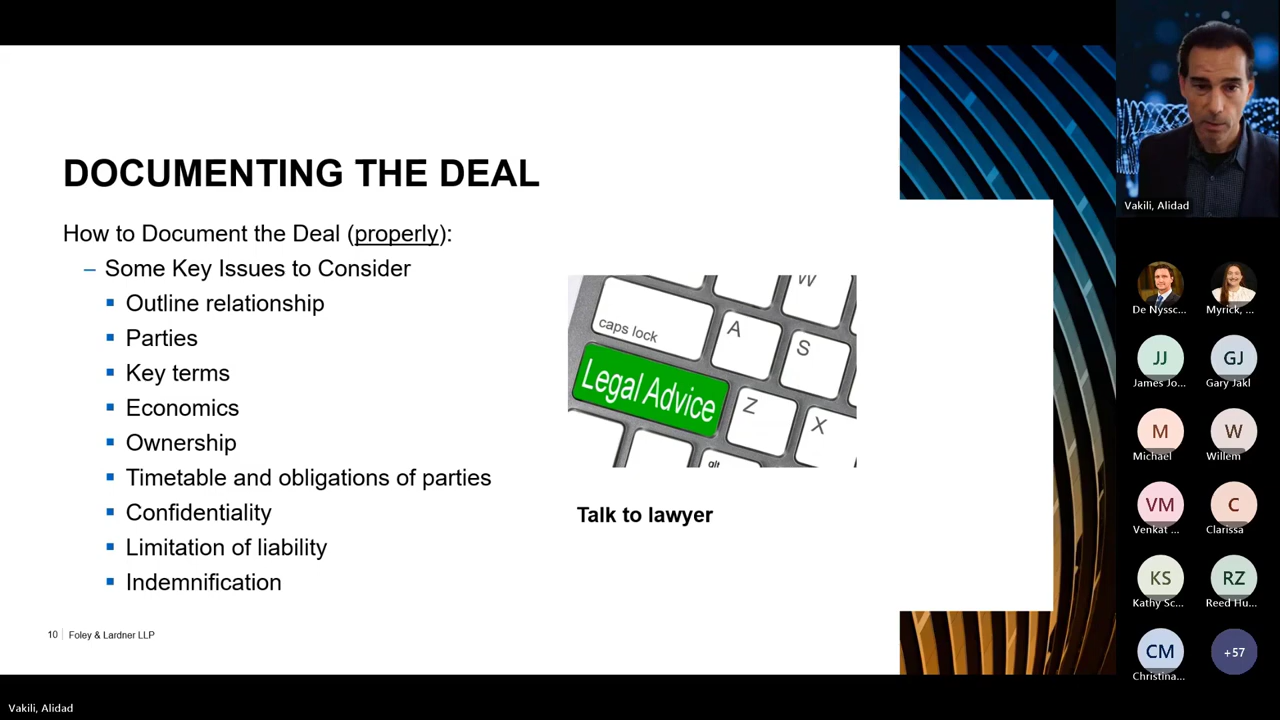 DOCUMENTING THE DEAL
How to Document the Deal (properly):
– Some Key Issues to Consider
▪ Outline relationship
▪ Parties
▪ Key terms
▪ Economics
▪ Ownership
▪ Timetable and obligations of parties
▪ Confidentiality
▪ Limitation of liability
▪ Indemnification
W
caps lock
A
S
Legal Advice
Z
X
Talk to lawyer
10 Foley & Lardner LLP
Vakili, Alidad
De Nyssc...
Myrick, ...
JJ
GJ
James Jo...
Gary Jakl
M
W
Michael
Willem
VM
C
Venkat ...
Clarissa
KS
RZ
Kathy Sc...
Reed Hu...
CM
+57
Christina...
Vakili, Alidad